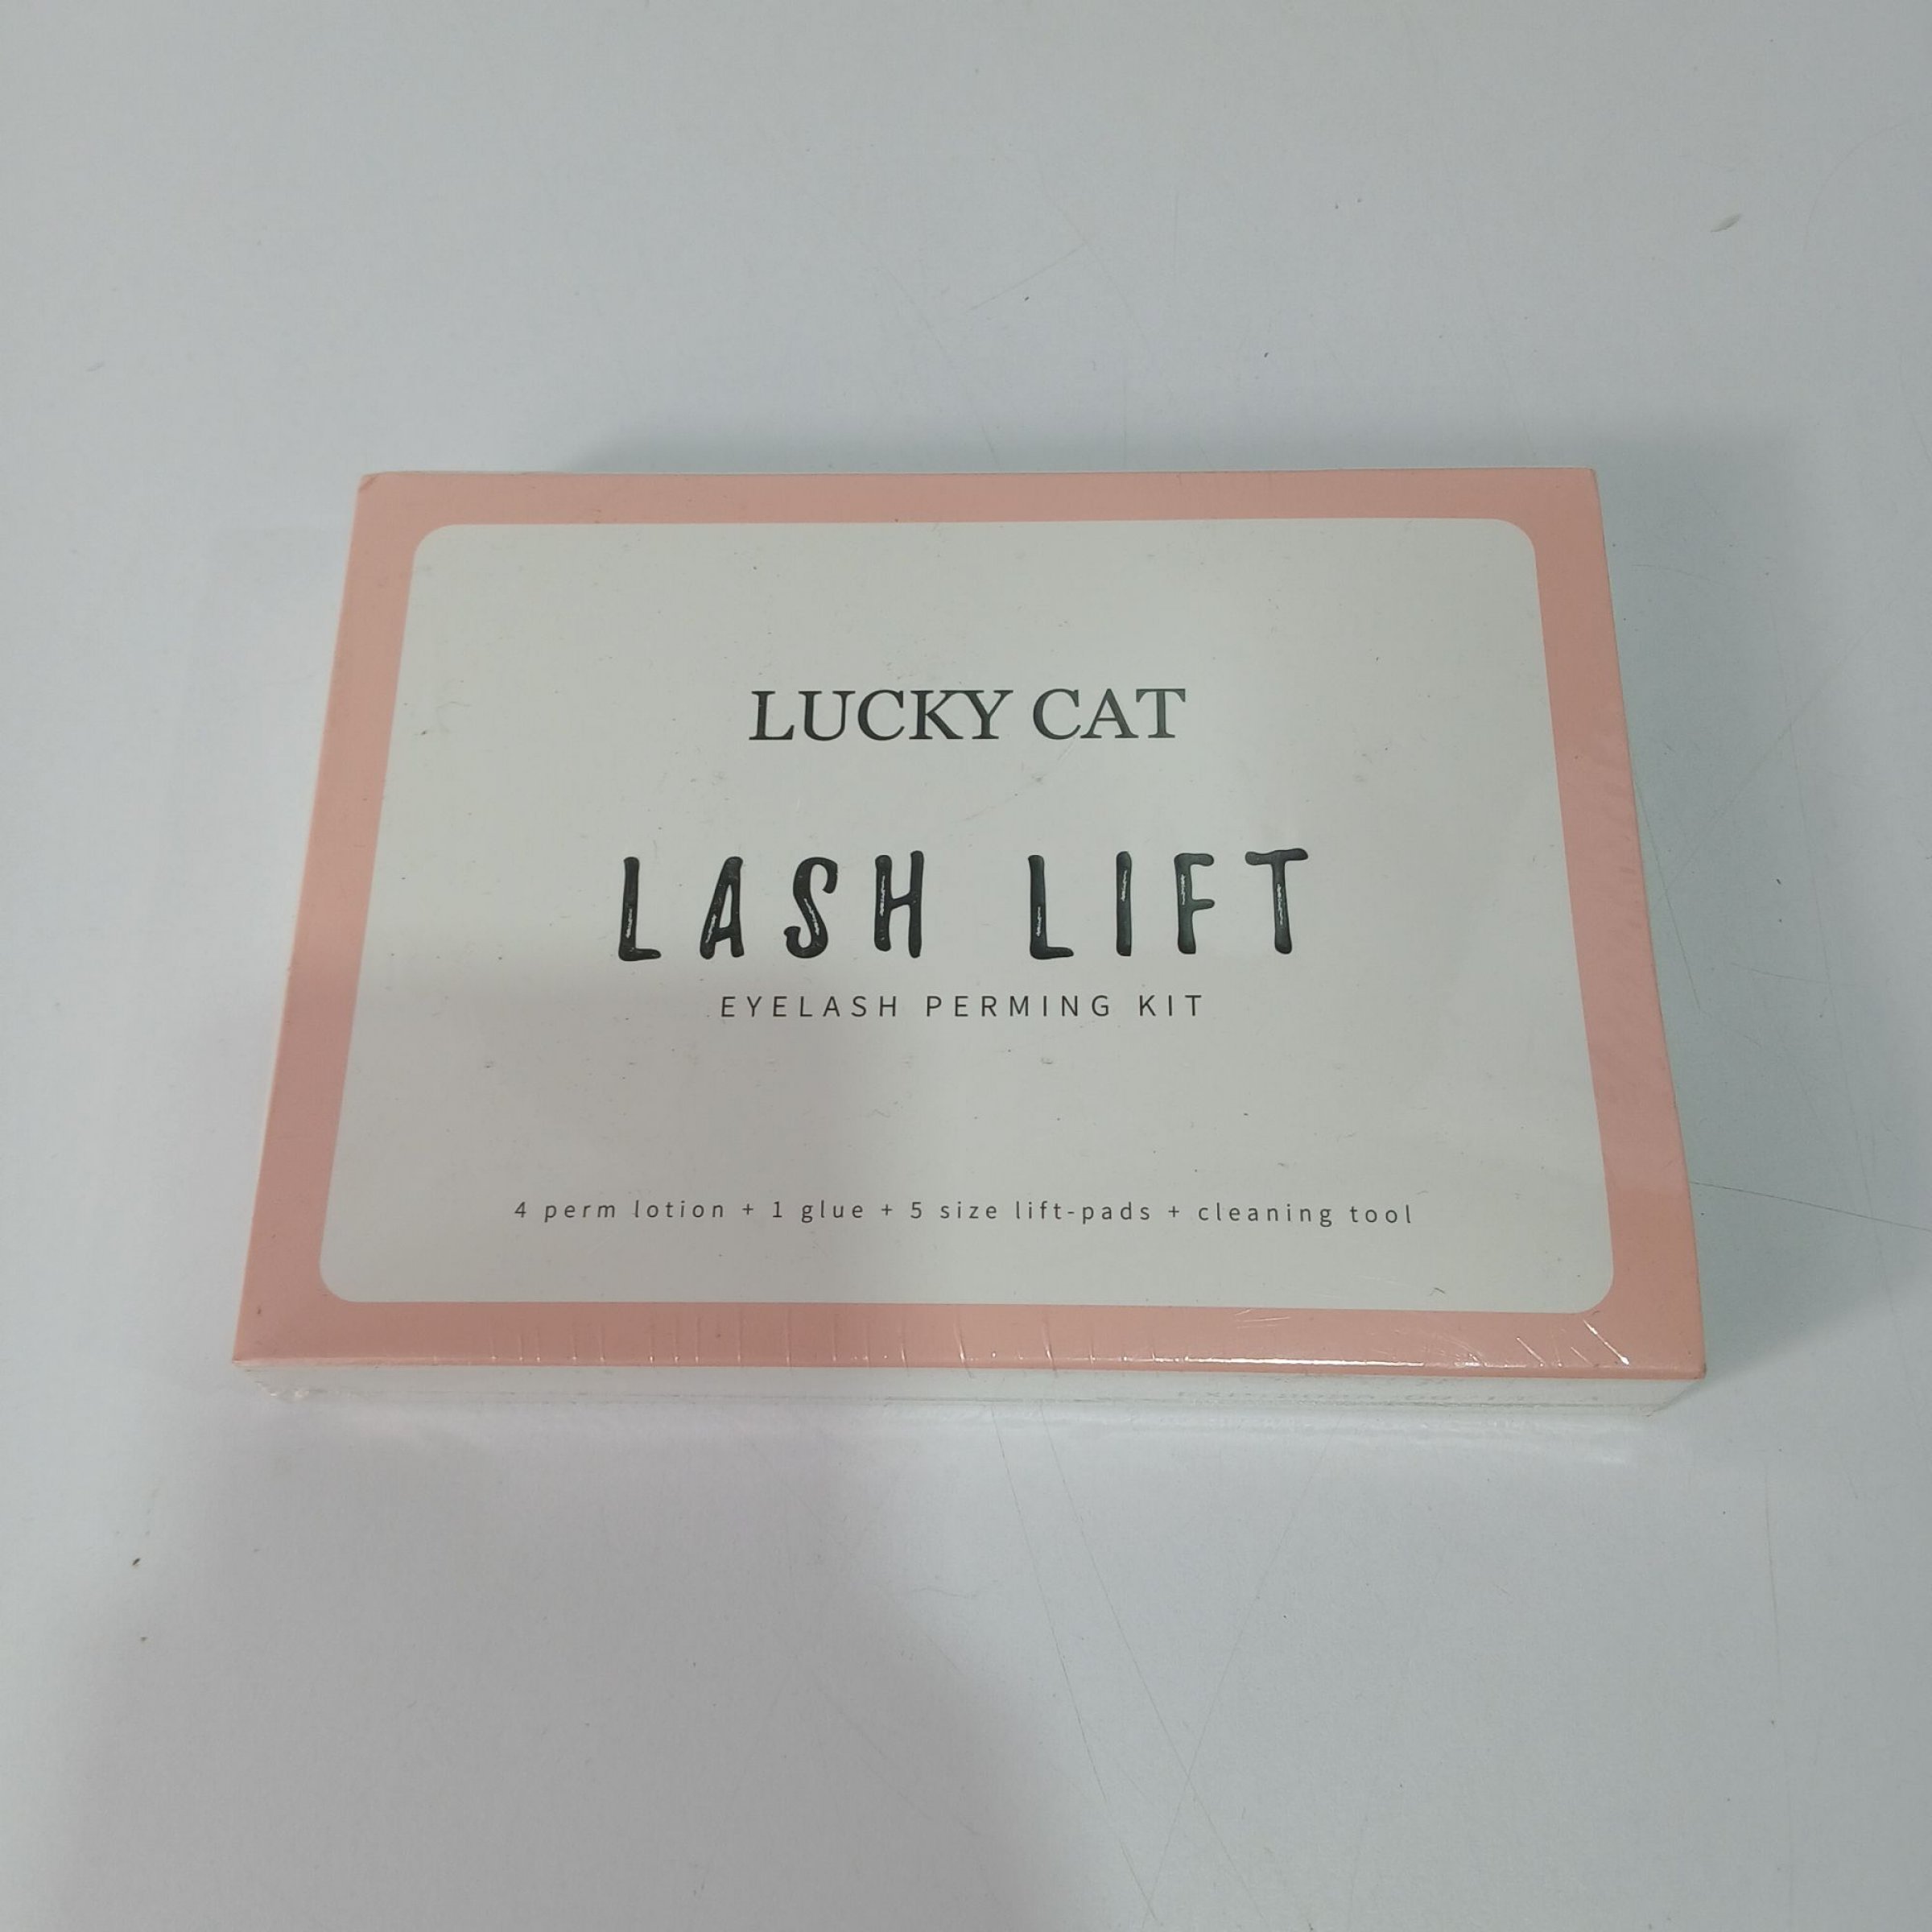 LUCKY CAT
LASH LIFT
EYELASH PERMING KIT
4 perm lotion + 1 glue + 5 size lift-pads + cleaning tool